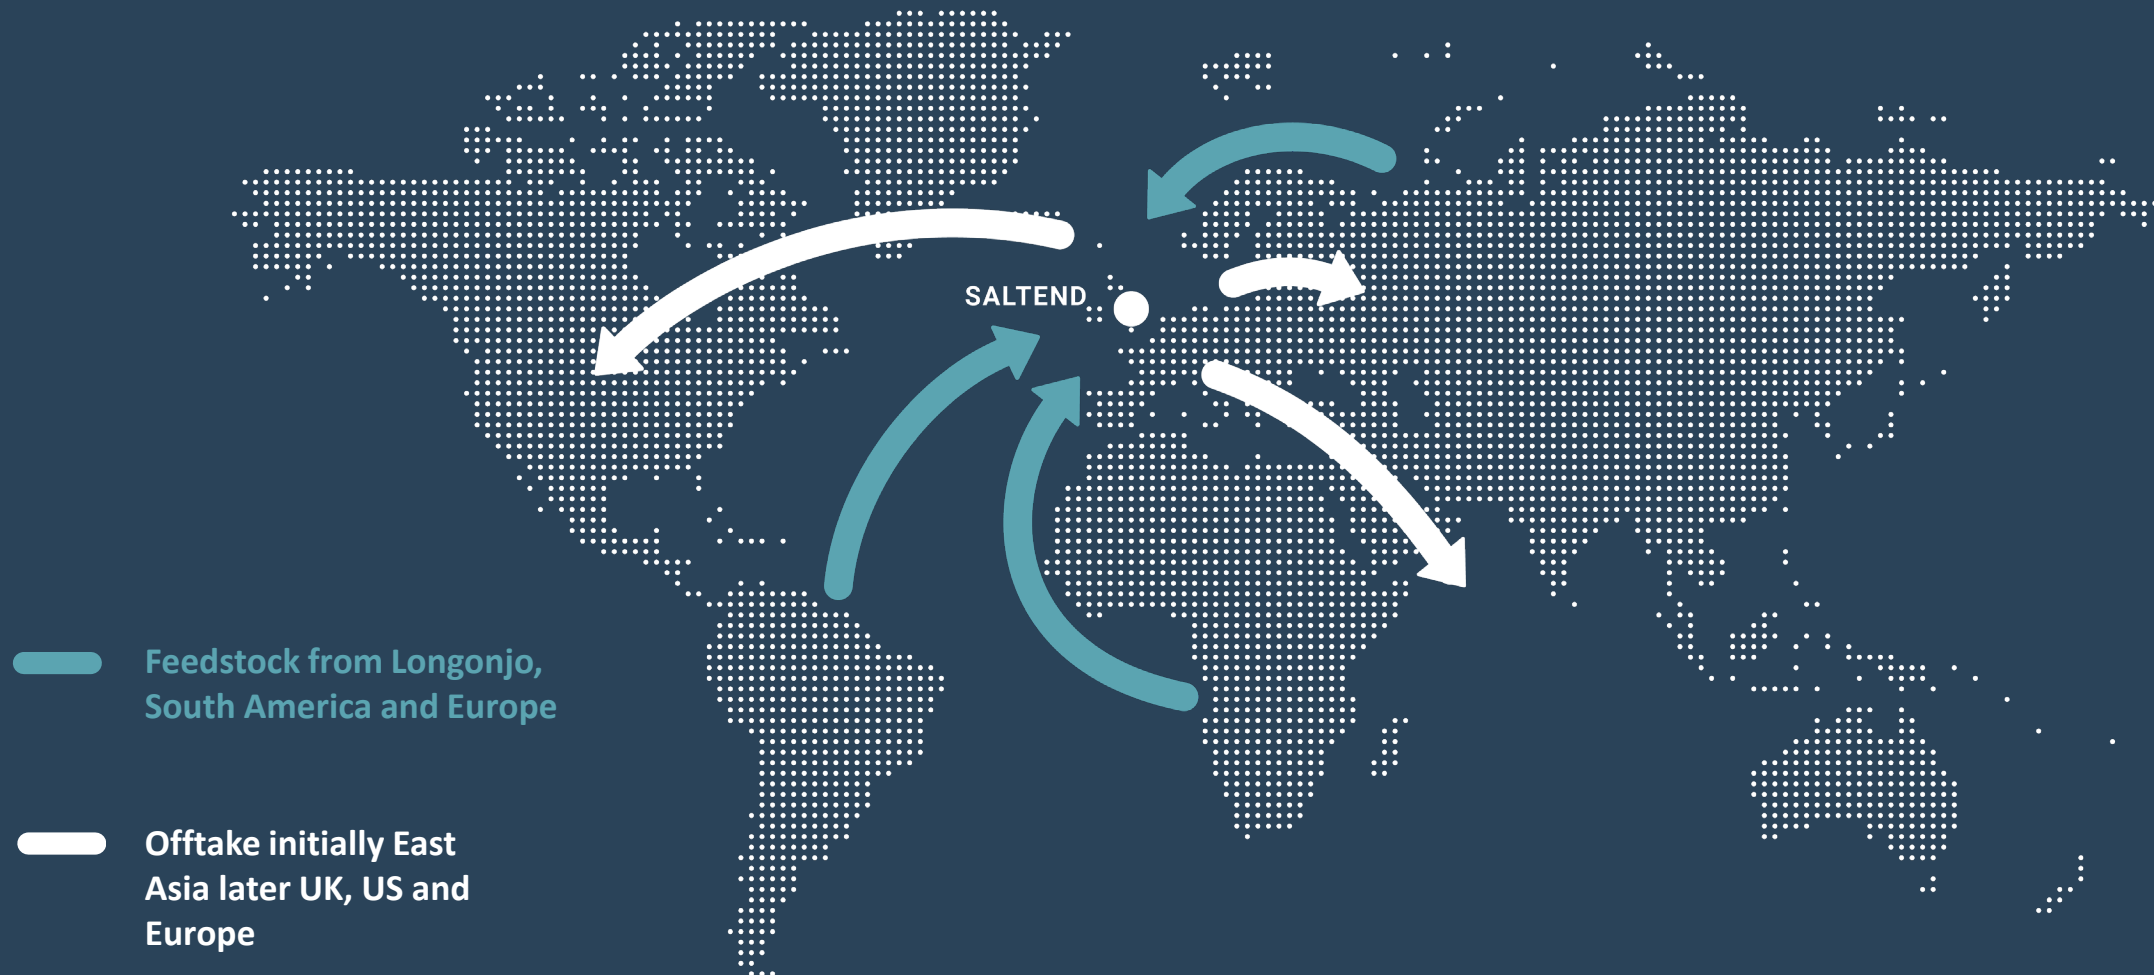 SALTEND
Feedstock from Longonjo,
South America and Europe
Offtake initially East
Asia later UK, US and
Europe